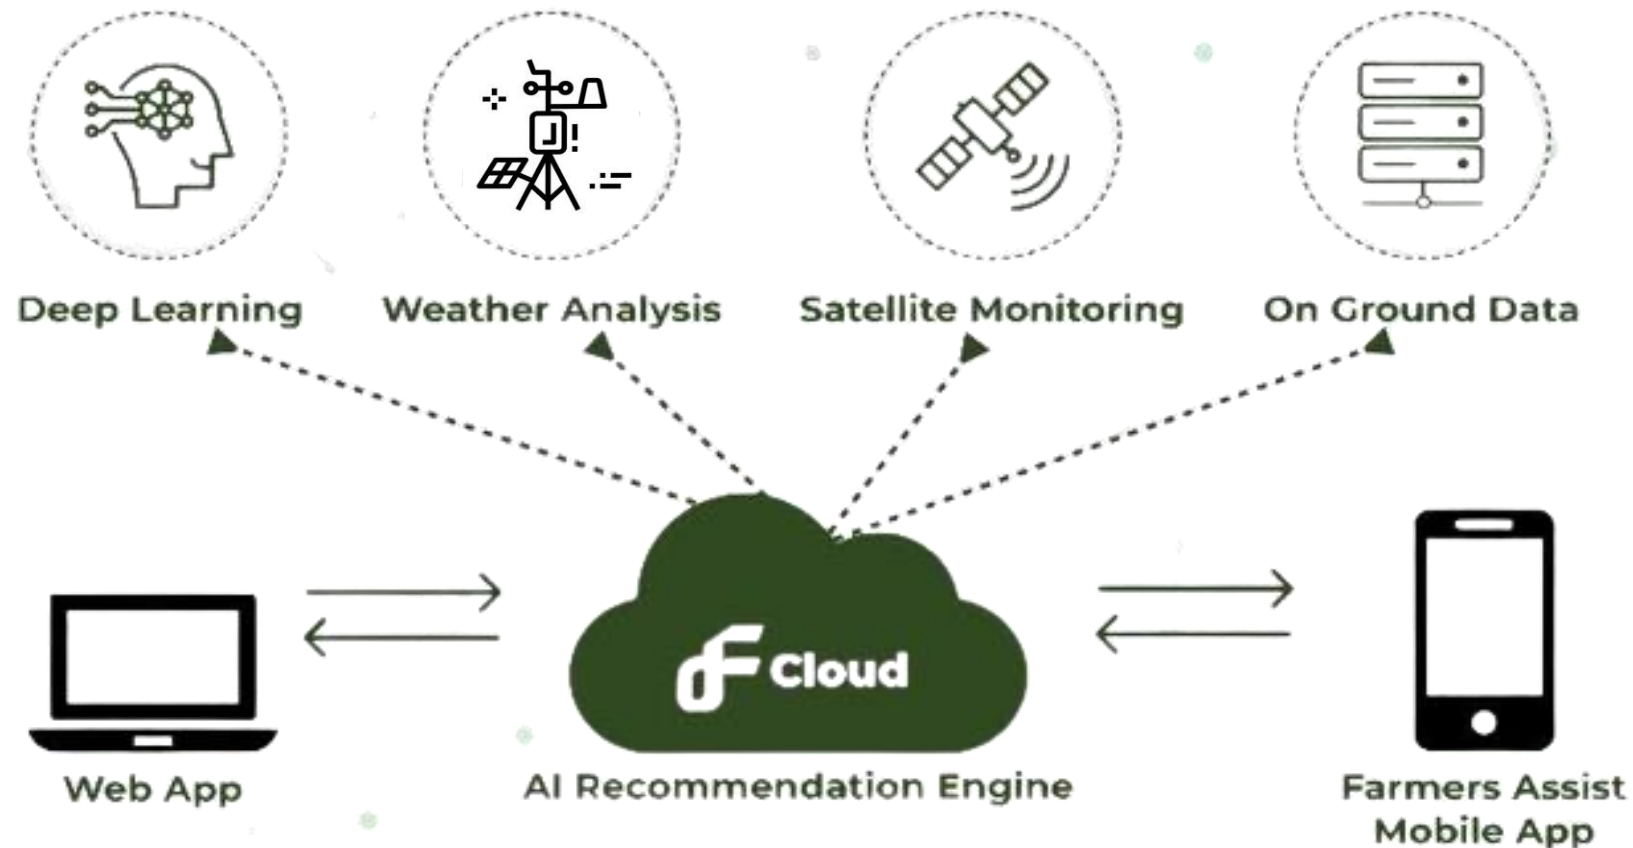 Deep Learning
Weather Analysis
Satellite Monitoring
On Ground Data
Cloud
AI Recommendation Engine
Web App
Farmers Assist
Mobile App